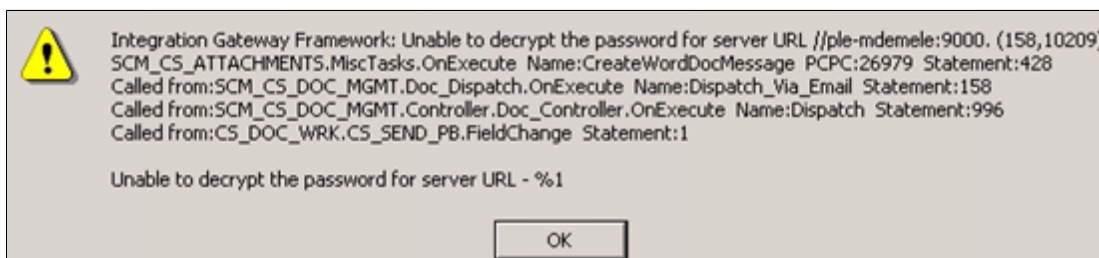 Integration Gateway Framework: Unable to decrypt the password for server URL //ple-mdemele:9000. (158,10209)
SCM_CS_ATTACHMENTS.MiscTasks.OnExecute Name:CreateWordDocMessage PCPC:26979 Statement:428
Called from:SCM_CS_DOC_MGMT.Doc_Dispatch.OnExecute Name:Dispatch_Via_Email Statement:158
Called from:SCM_CS_DOC_MGMT.Controller.Doc_Controller.OnExecute Name:Dispatch Statement:996
Called from:CS_DOC_WRK.CS_SEND_PB.FieldChange Statement:1
Unable to decrypt the password for server URL - %1
OK